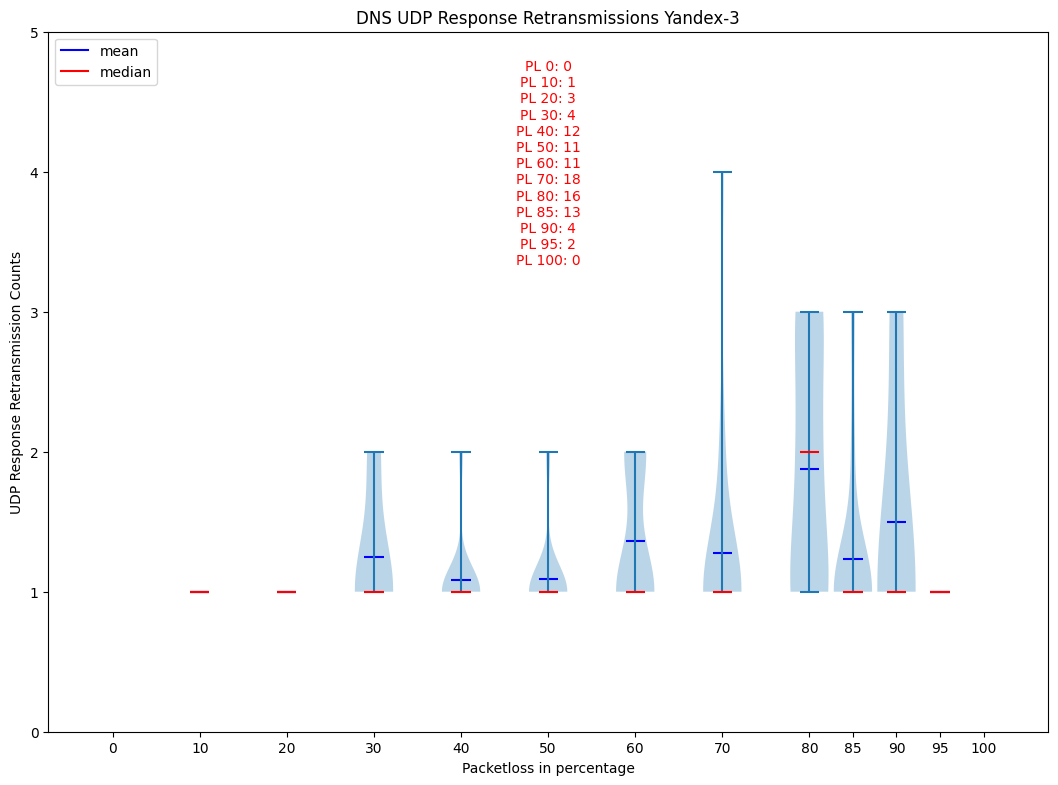 DNS UDP Response Retransmissions Yandex-3
5
4
3
2
1
0
UDP Response Retransmission Counts
mean
median
PL 0: 0
PL 10: 1
PL 20: 3
PL 30: 4
PL 40: 12
PL 50: 11
PL 60: 11
PL 70: 18
PL 80: 16
PL 85: 13
PL 90: 4
PL 95: 2
PL 100: 0
0 10 20 30 40 50 60 70 80 85 90 95 100
Packetloss in percentage